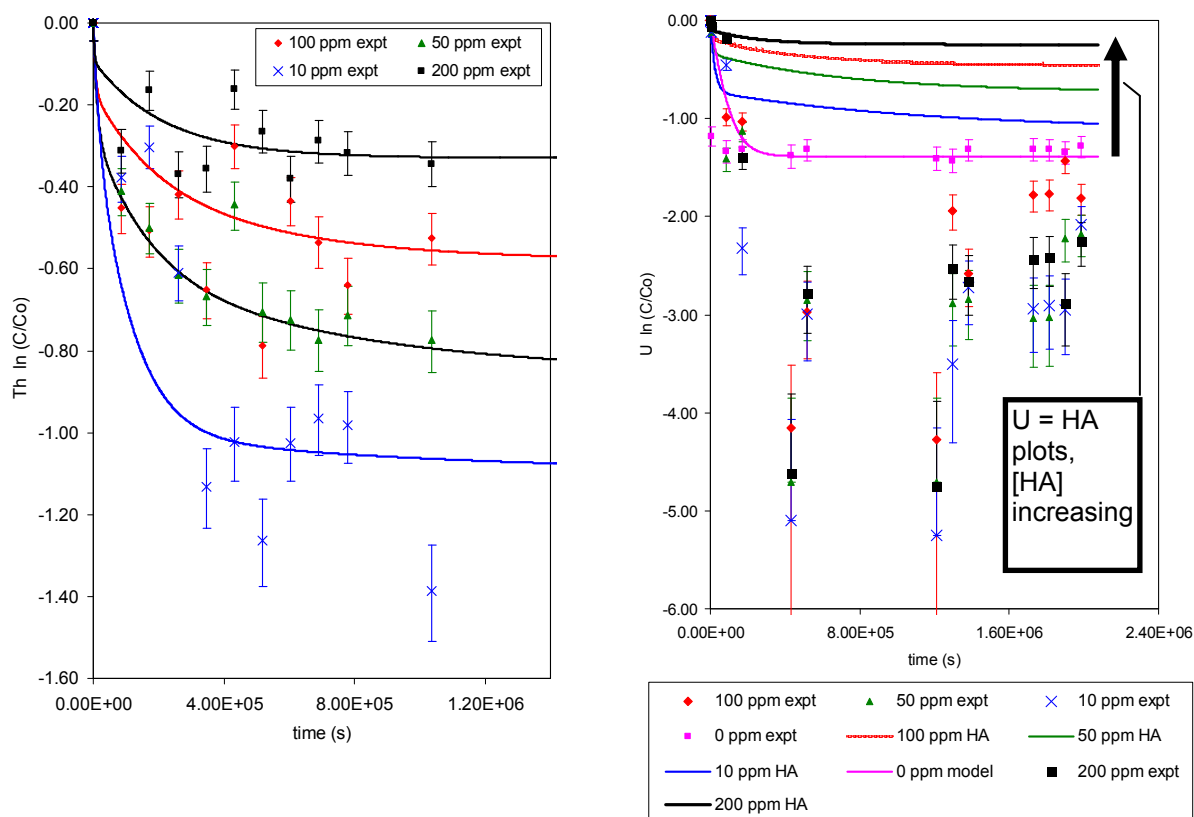 0.00
-0.20
-0.40
-0.60
-0.80
-1.00
-1.20
-1.40
-1.60
Th ln (C/Co)
0.00E+00 4.00E+05 8.00E+05 1.20E+06
time (s)
100 ppm expt 50 ppm expt
10 ppm expt 200 ppm expt
0.00
-1.00
-2.00
-3.00
-4.00
-5.00
-6.00
U ln (C/Co)
0.00E+00 8.00E+05 1.60E+06 2.40E+06
time (s)
U = HA
plots,
[HA]
increasing
100 ppm expt 50 ppm expt 10 ppm expt
0 ppm expt 100 ppm HA 50 ppm HA
10 ppm HA 0 ppm model 200 ppm expt
200 ppm HA